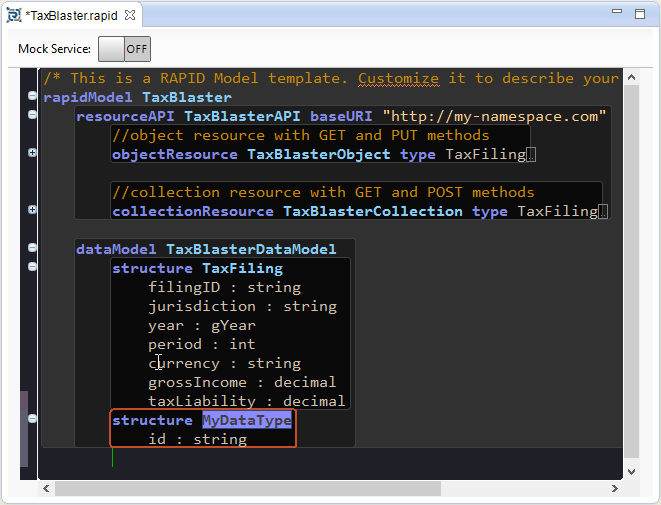 *TaxBlaster.rapid
Mock Service: OFF
/* This is a RAPID Model template. Customize it to describe your
rapidModel TaxBlaster
resourceAPI TaxBlasterAPI baseURI "http://my-namespace.com"
//object resource with GET and PUT methods
objectResource TaxBlasterObject type TaxFiling
//collection resource with GET and POST methods
collectionResource TaxBlasterCollection type TaxFiling
dataModel TaxBlasterDataModel
structure TaxFiling
filingID : string
jurisdiction : string
year : gYear
period : int
currency : string
grossIncome : decimal
taxLiability : decimal
structure MyDataType
id : string